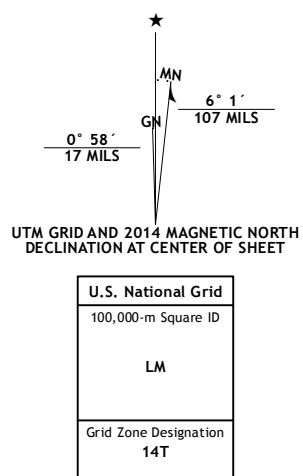 ★
MN
GN
6° 1´
107 MILS
0° 58´
17 MILS
UTM GRID AND 2014 MAGNETIC NORTH
DECLINATION AT CENTER OF SHEET
U.S. National Grid
100,000-m Square ID
LM
Grid Zone Designation
14T